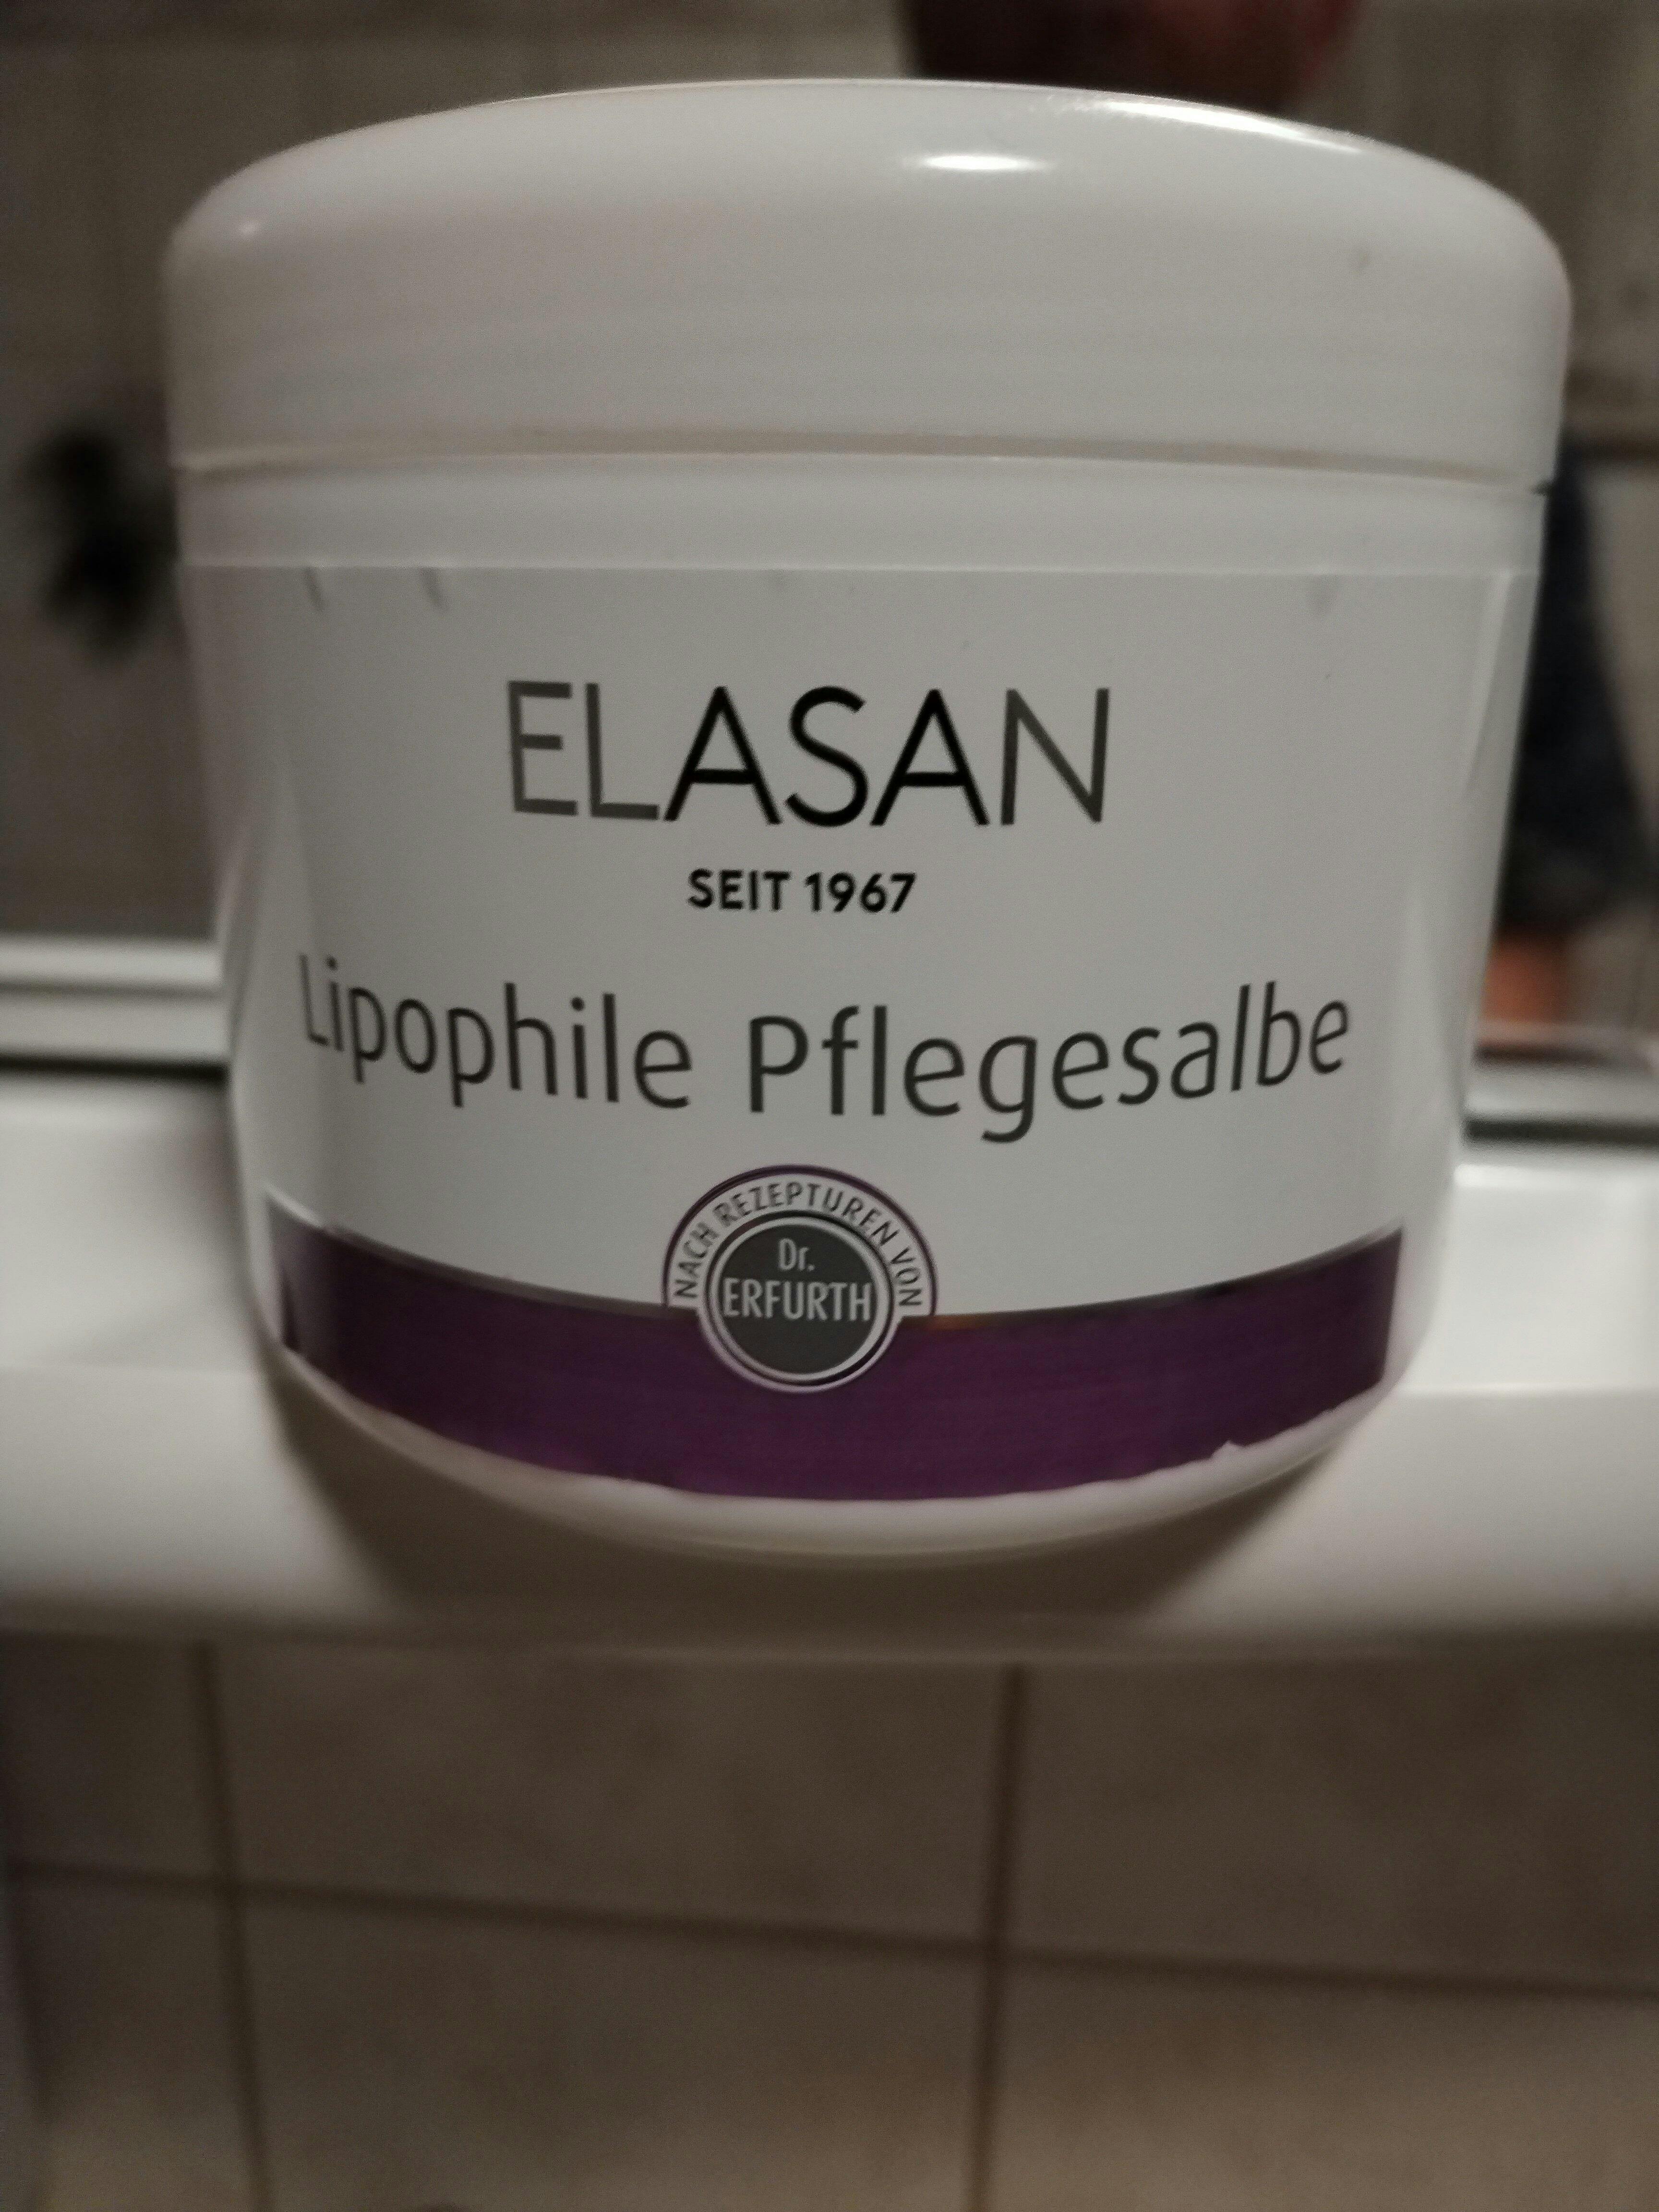 ELASAN
SEIT 1967
Lipophile Pflegesalbe
NACH REZEPTUREN VON
Dr.
ERFURTH